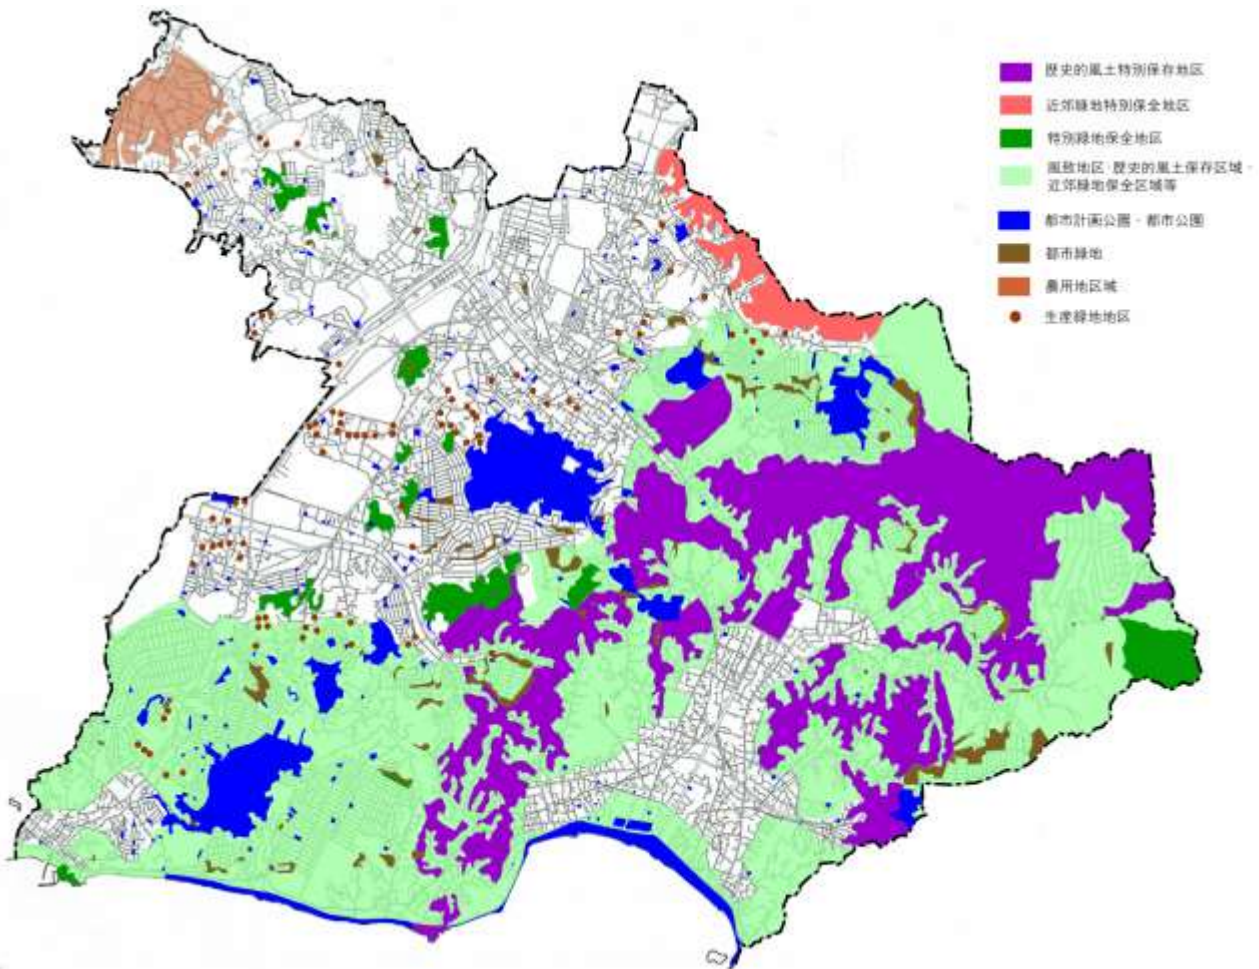 歴史的風土特別保存地区
近郊緑地特別保全地区
特別緑地保全地区
風致地区・歴史的風土保存区域・
近郊緑地保全区域等
都市計画公園・都市公園
都市緑地
農用地区域
生産緑地地区